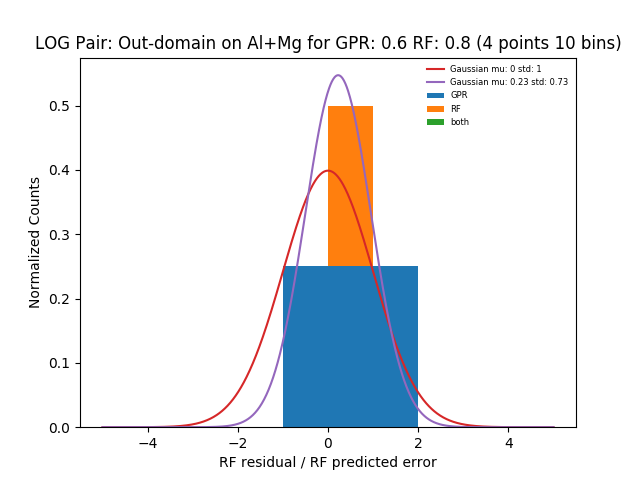 LOG Pair: Out-domain on Al+Mg for GPR: 0.6 RF: 0.8 (4 points 10 bins)
Gaussian mu: 0 std: 1
Gaussian mu: 0.23 std: 0.73
GPR
RF
both
Normalized Counts
0.5
0.4
0.3
0.2
0.1
0.0
−4 −2 0 2 4
RF residual / RF predicted error